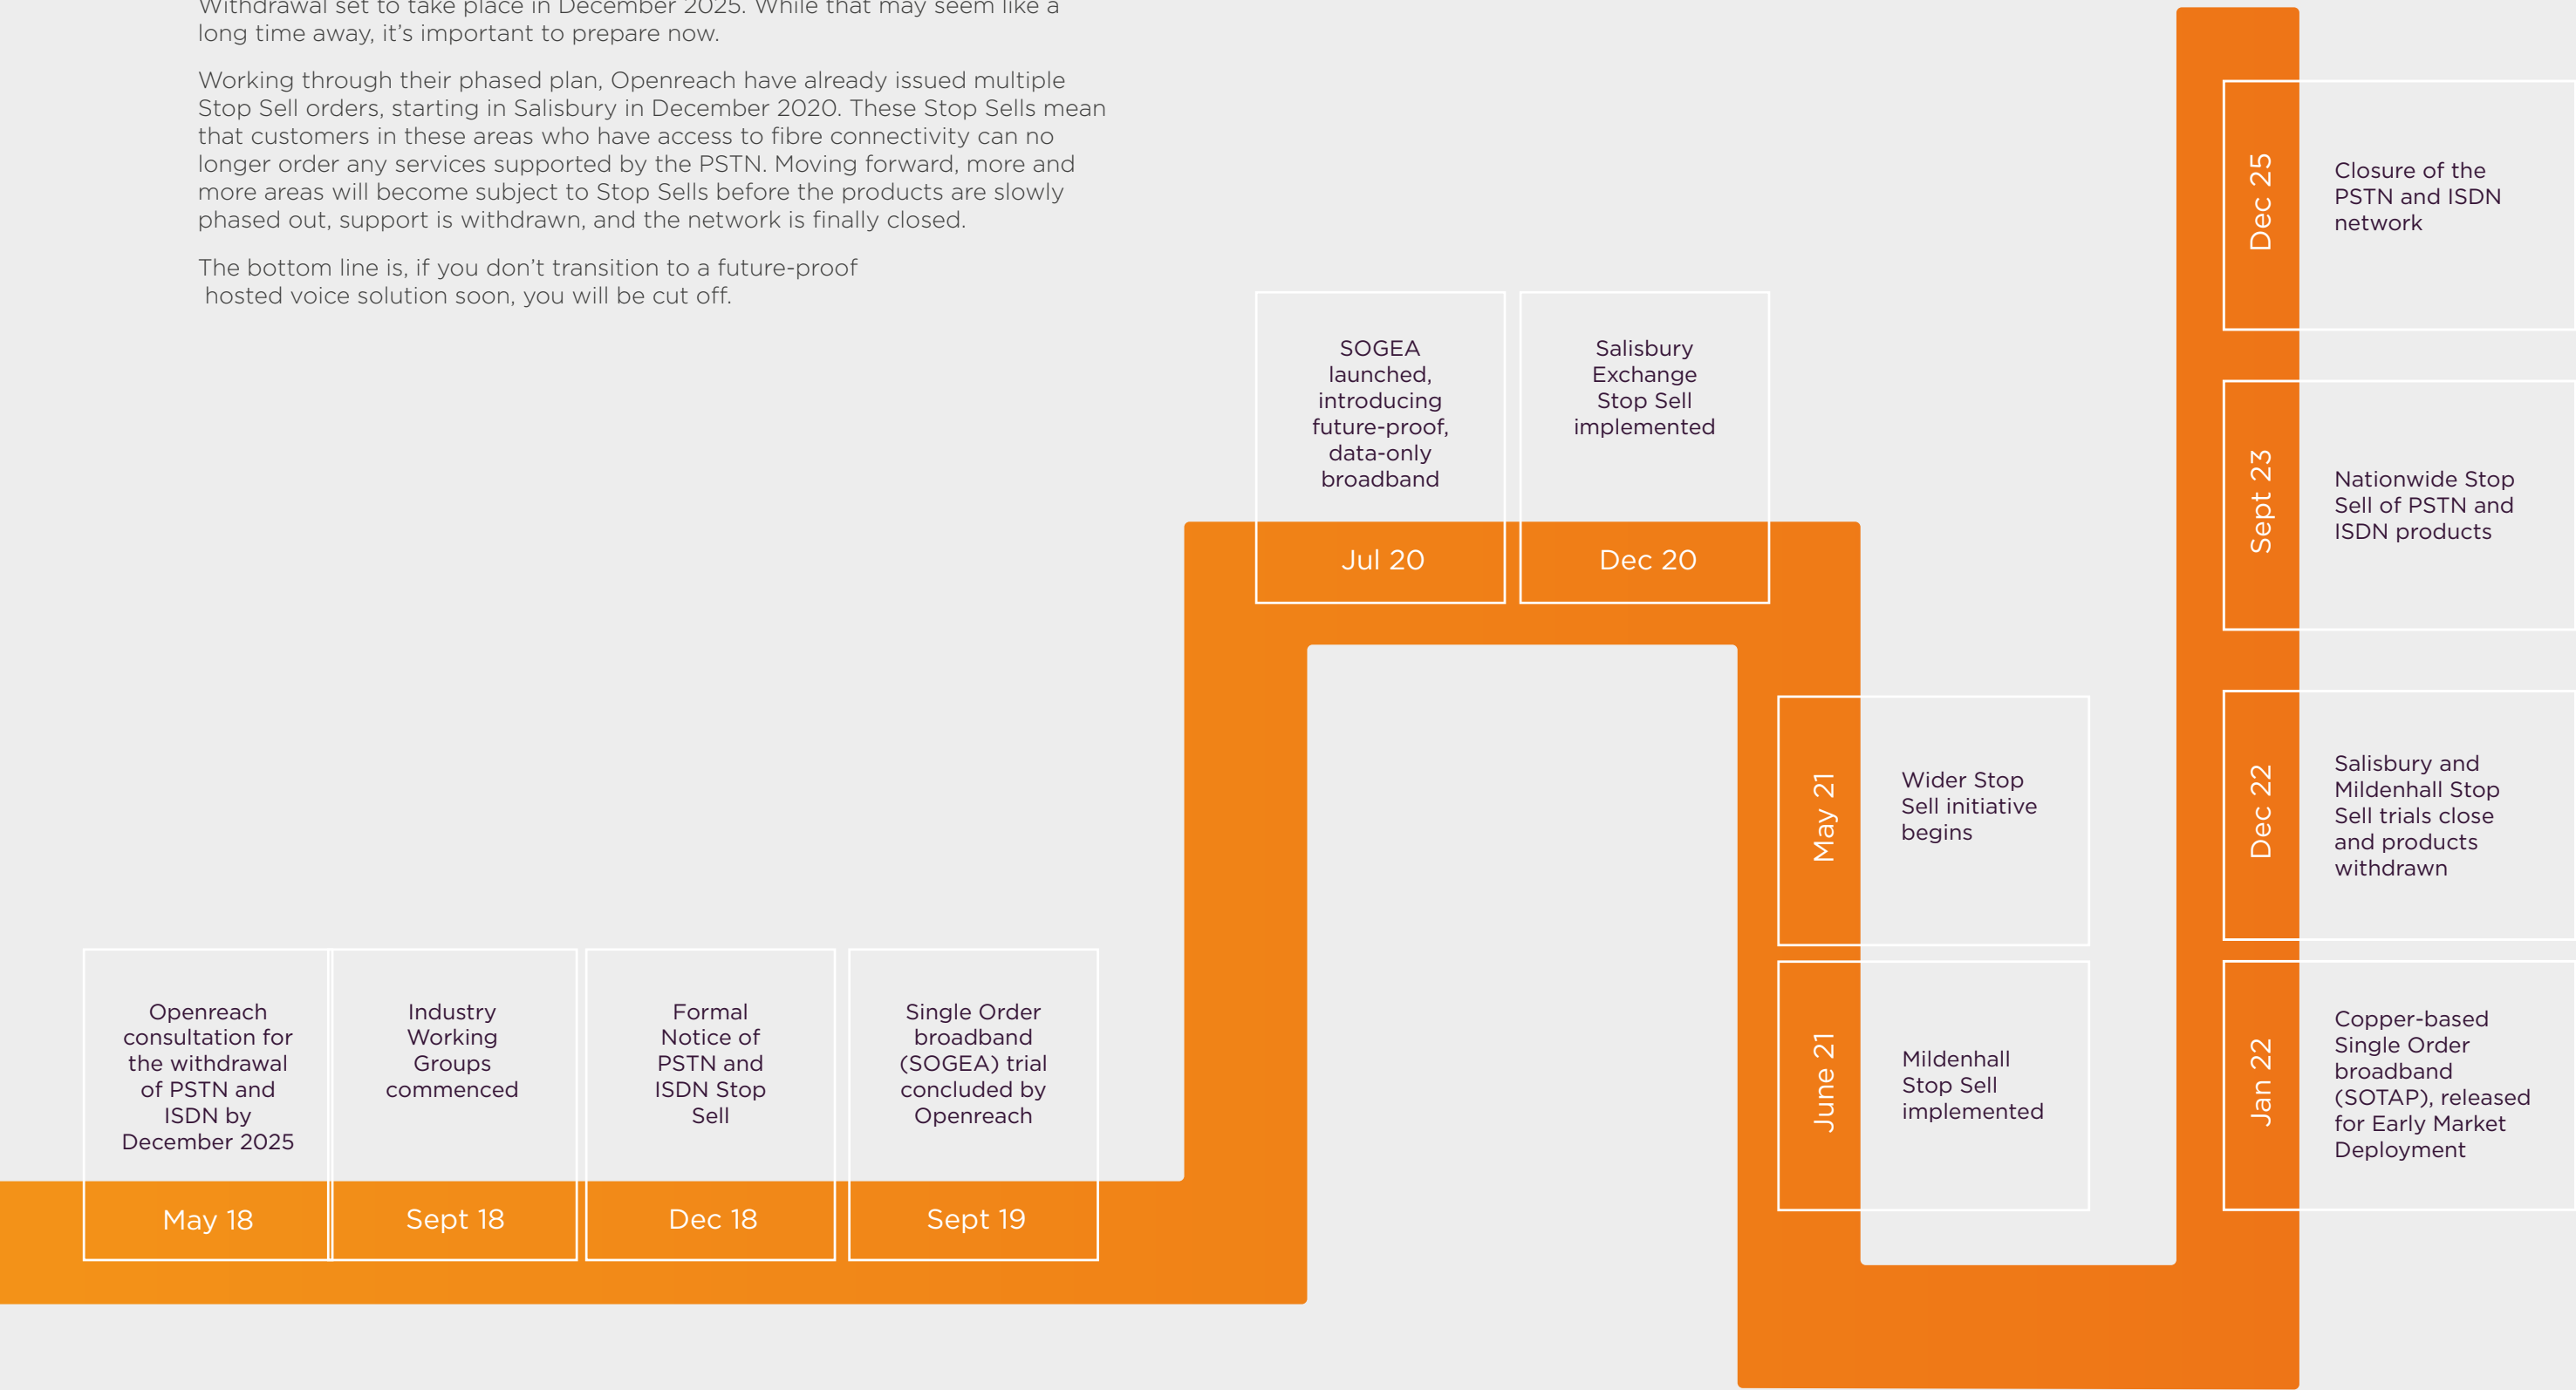 Withdrawal set to take place in December 2025. While that may seem like a
long time away, it's important to prepare now.
Working through their phased plan, Openreach have already issued multiple
Stop Sell orders, starting in Salisbury in December 2020. These Stop Sells mean
that customers in these areas who have access to fibre connectivity can no
longer order any services supported by the PSTN. Moving forward, more and
more areas will become subject to Stop Sells before the products are slowly
phased out, support is withdrawn, and the network is finally closed.
The bottom line is, if you don't transition to a future-proof
hosted voice solution soon, you will be cut off.
Openreach
consultation for
the withdrawal
of PSTN and
ISDN by
December 2025
May 18
Industry
Working
Groups
commenced
Sept 18
Formal
Notice of
PSTN and
ISDN Stop
Sell
Dec 18
Single Order
broadband
(SOGEA) trial
concluded by
Openreach
Sept 19
SOGEA
launched,
introducing
future-proof,
data-only
broadband
Jul 20
Salisbury
Exchange
Stop Sell
implemented
Dec 20
May 21
Wider Stop
Sell initiative
begins
June 21
Mildenhall
Stop Sell
implemented
Jan 22
Copper-based
Single Order
broadband
(SOTAP), released
for Early Market
Deployment
Dec 22
Salisbury and
Mildenhall Stop
Sell trials close
and products
withdrawn
Sept 23
Nationwide Stop
Sell of PSTN and
ISDN products
Dec 25
Closure of the
PSTN and ISDN
network